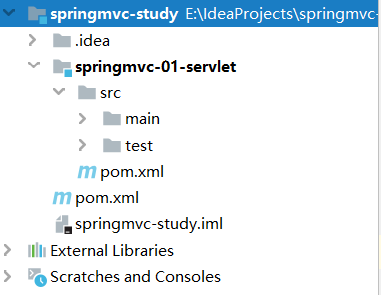 springmvc-study E:\IdeaProjects\springmvc-
.idea
springmvc-01-servlet
src
main
test
pom.xml
pom.xml
springmvc-study.iml
External Libraries
Scratches and Consoles